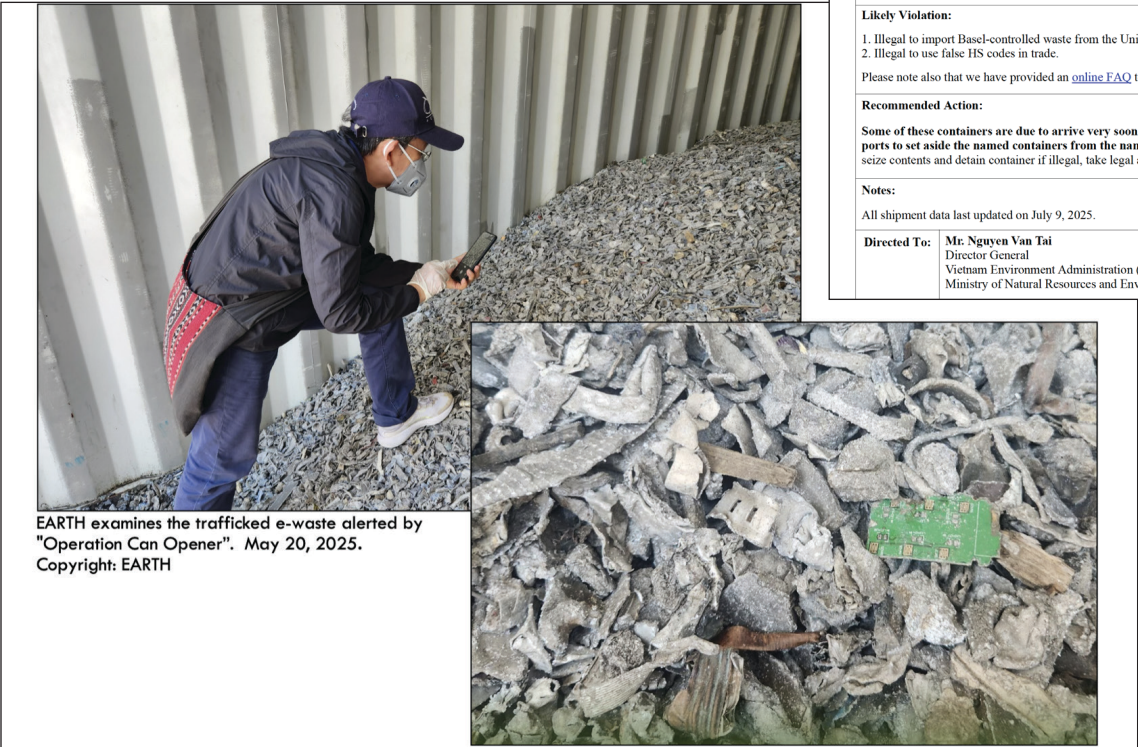 Likely Violation:
1. Illegal to import Basel-controlled waste from the Uni
2. Illegal to use false HS codes in trade.
Please note also that we have provided an online FAQ t
Recommended Action:
Some of these containers are due to arrive very soon
ports to set aside the named containers from the nam
seize contents and detain container if illegal, take legal a
Notes:
All shipment data last updated on July 9, 2025.
Directed To:
Mr. Nguyen Van Tai
Director General
Vietnam Environment Administration (
Ministry of Natural Resources and Env
EARTH examines the trafficked e-waste alerted by
"Operation Can Opener”. May 20, 2025.
Copyright: EARTH